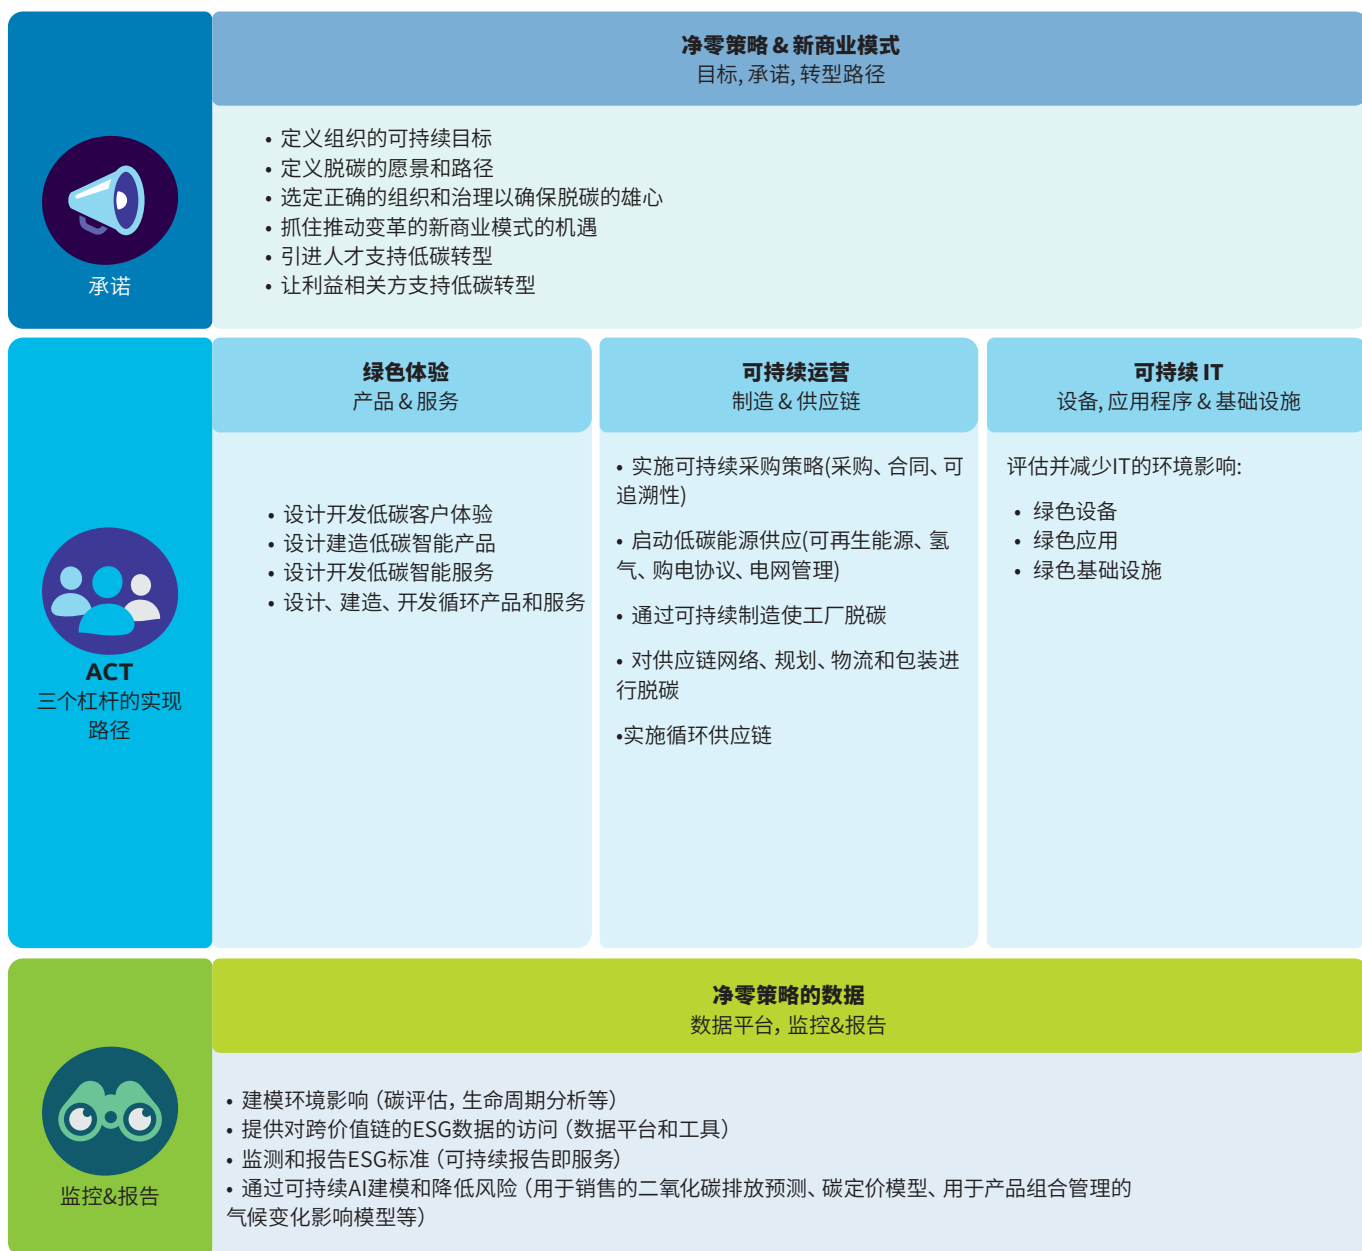 净零策略 & 新商业模式
目标, 承诺, 转型路径
• 定义组织的可持续目标
• 定义脱碳的愿景和路径
• 选定正确的组织和治理以确保脱碳的雄心
• 抓住推动变革的新商业模式的机遇
• 引进人才支持低碳转型
• 让利益相关方支持低碳转型
承诺
绿色体验
产品 & 服务
• 设计开发低碳客户体验
• 设计建造低碳智能产品
• 设计开发低碳智能服务
• 设计、建造、开发循环产品和服务
可持续运营
制造 & 供应链
• 实施可持续采购策略(采购、合同、可
追溯性)
• 启动低碳能源供应(可再生能源、氢
气、购电协议、电网管理)
• 通过可持续制造使工厂脱碳
• 对供应链网络、规划、物流和包装进
行脱碳
•实施循环供应链
可持续 IT
设备, 应用程序 & 基础设施
评估并减少IT的环境影响:
• 绿色设备
• 绿色应用
• 绿色基础设施
ACT
三个杠杆的实现
路径
净零策略的数据
数据平台，监控&报告
• 建模环境影响（碳评估，生命周期分析等）
• 提供对跨价值链的ESG数据的访问（数据平台和工具）
• 监测和报告ESG标准（可持续报告即服务）
• 通过可持续AI建模和降低风险（用于销售的二氧化碳排放预测、碳定价模型、用于产品组合管理的
气候变化影响模型等）
监控&报告